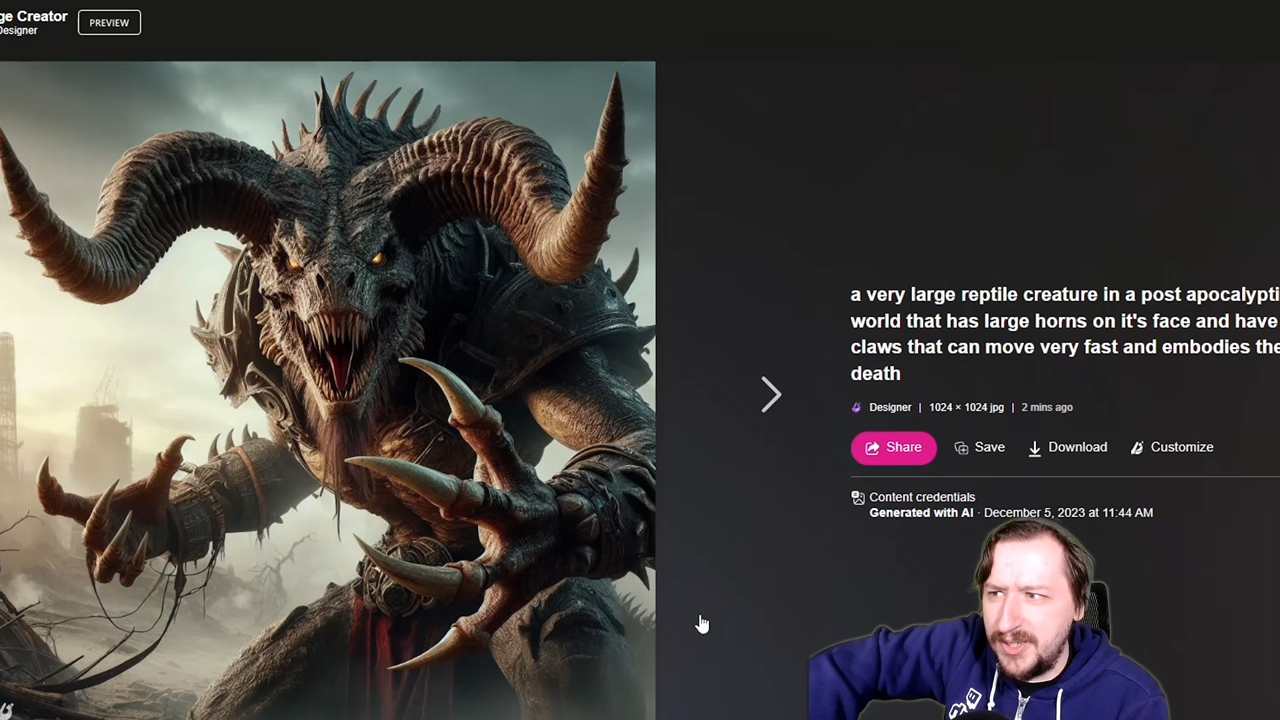 ge Creator
Designer
PREVIEW
a very large reptile creature in a post apocalypti
world that has large horns on it's face and have
claws that can move very fast and embodies the
death
Designer | 1024 × 1024 jpg | 2 mins ago
Share Save Download Customize
Content credentials
Generated with AI · December 5, 2023 at 11:44 AM